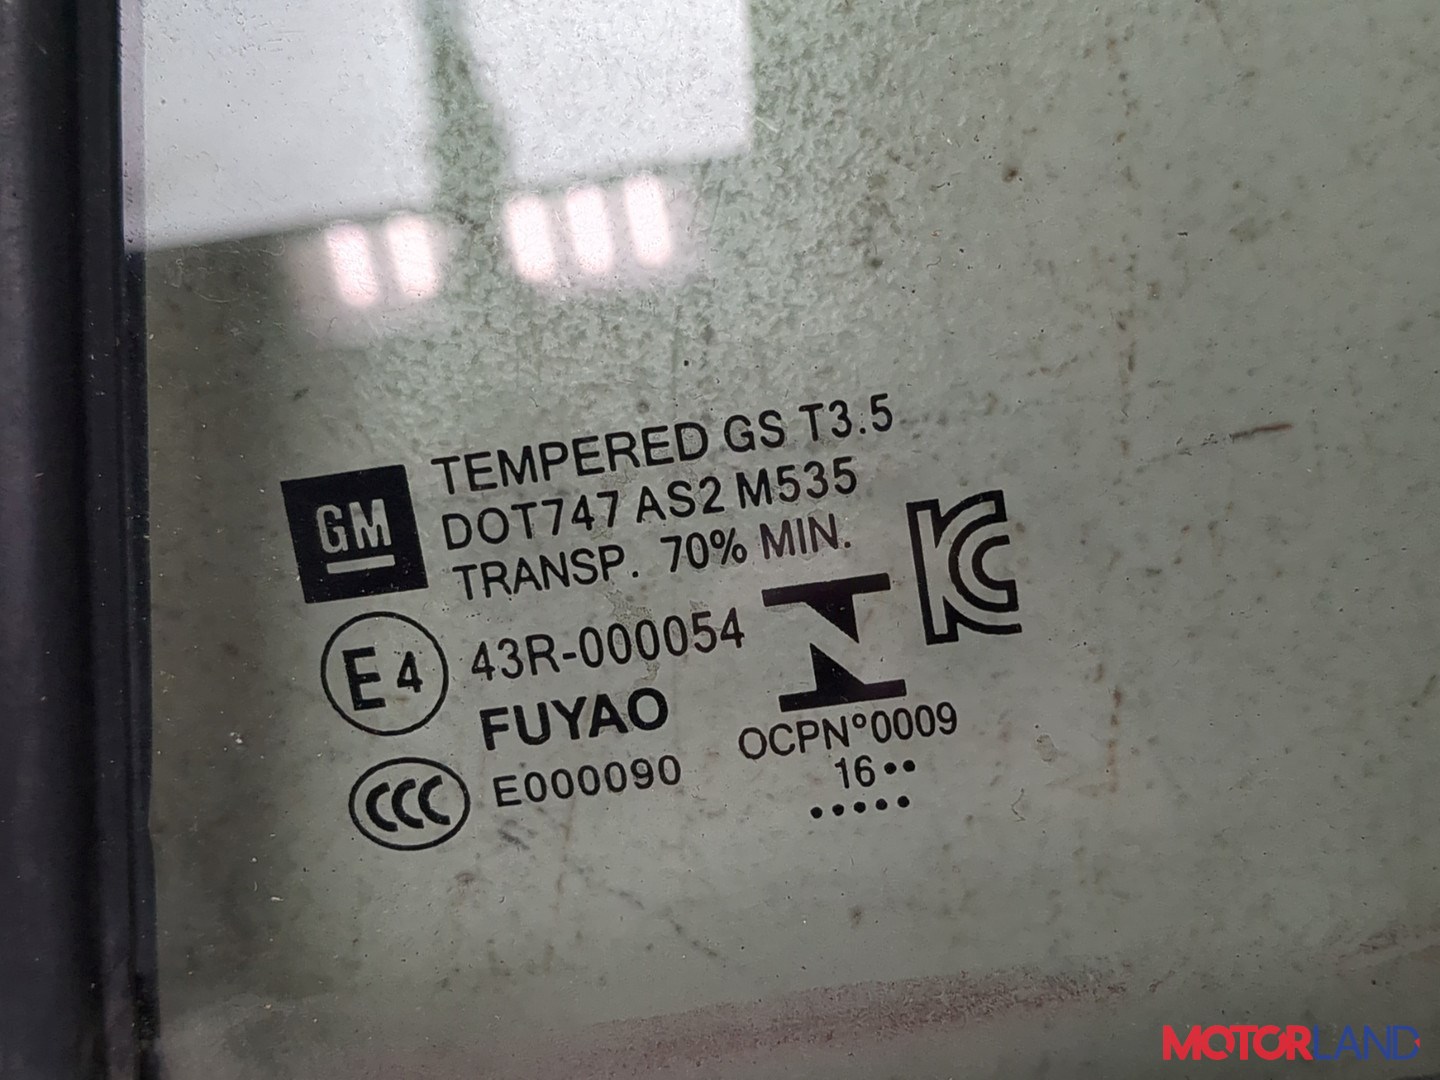 GM
TEMPERED GS T3.5
DOT747 AS2 M535
TRANSP. 70% MIN.
E4 43R-000054
FUYAO
CCC E000090
KC
OCPN°0009
16••
•••••
MOTORLAND